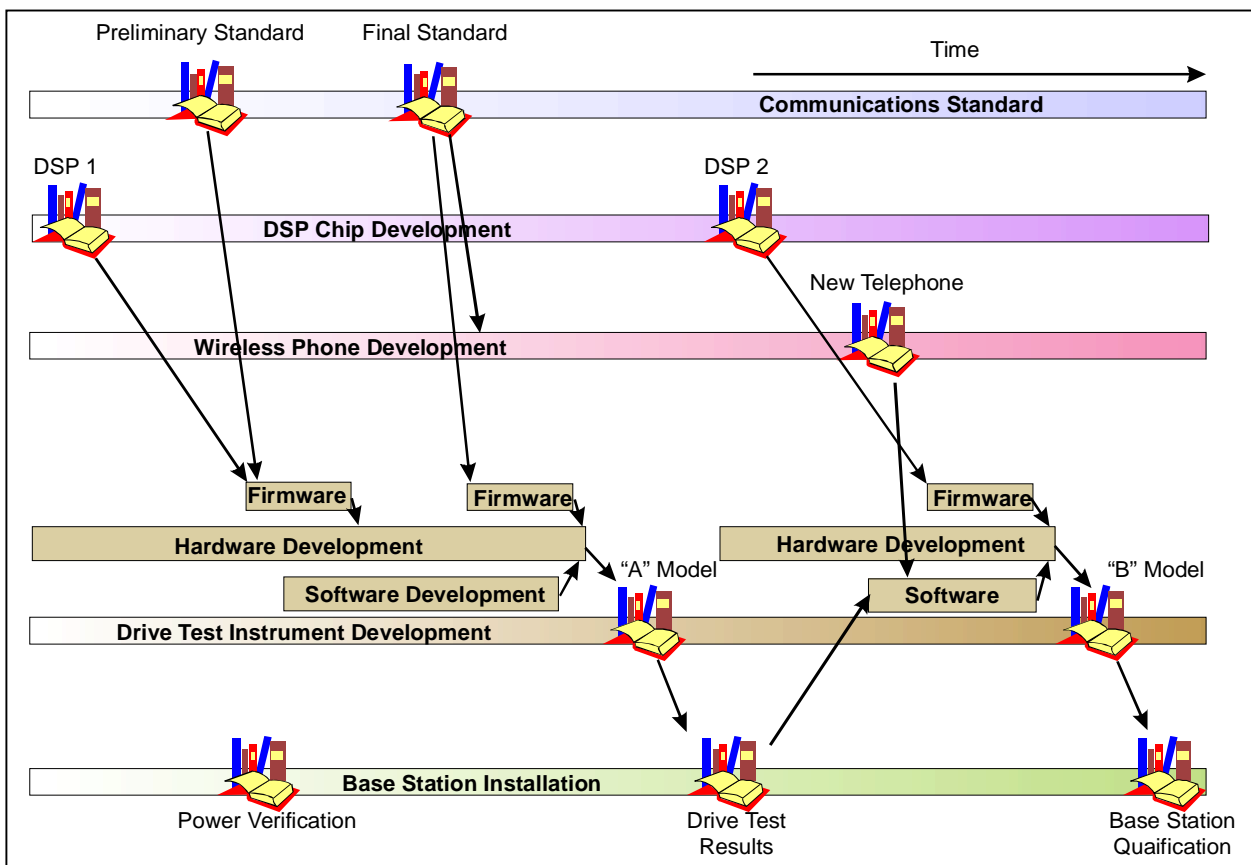 Preliminary Standard
Final Standard
Time
Communications Standard
DSP 1
DSP 2
DSP Chip Development
New Telephone
Wireless Phone Development
Firmware
Firmware
Firmware
Hardware Development
Hardware Development
“A” Model
“B” Model
Software Development
Software
Drive Test Instrument Development
Base Station Installation
Power Verification
Drive Test
Results
Base Station
Quaification